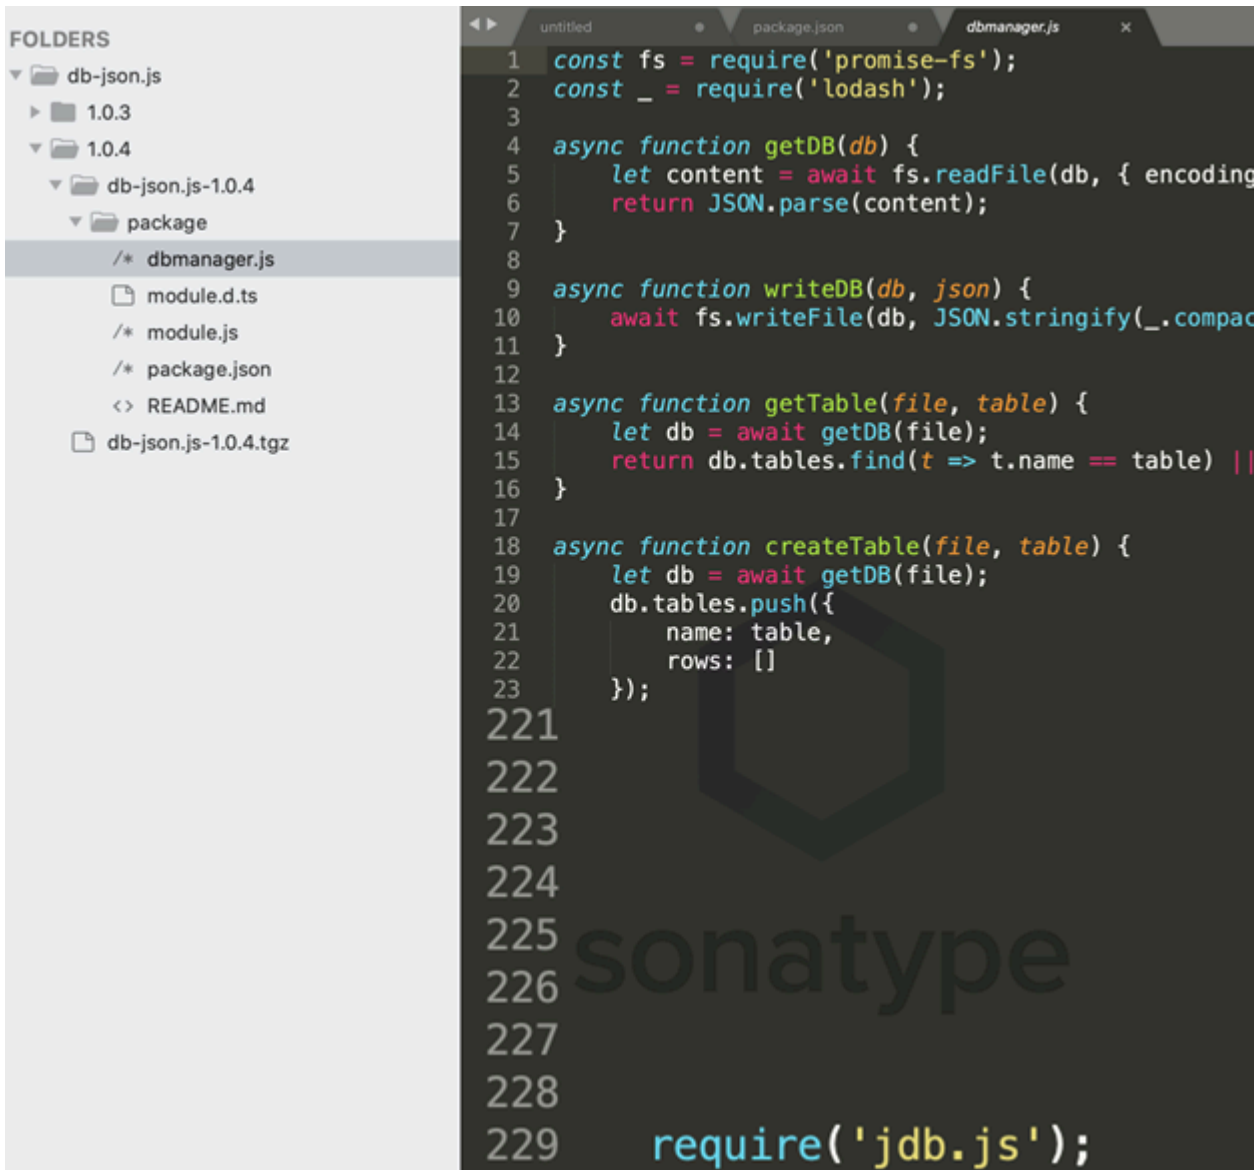 FOLDERS
db-json.js
1.0.3
1.0.4
db-json.js-1.0.4
package
/* dbmanager.js
module.d.ts
/* module.js
/* package.json
<> README.md
db-json.js-1.0.4.tgz
untitled package.json dbmanager.js ×
1 const fs = require('promise-fs');
2 const _ = require('lodash');
3
4 async function getDB(db) {
5 let content = await fs.readFile(db, { encoding
6 return JSON.parse(content);
7 }
8
9 async function writeDB(db, json) {
10 await fs.writeFile(db, JSON.stringify(_.compac
11 }
12
13 async function getTable(file, table) {
14 let db = await getDB(file);
15 return db.tables.find(t => t.name == table) ||
16 }
17
18 async function createTable(file, table) {
19 let db = await getDB(file);
20 db.tables.push({
21 name: table,
22 rows: []
23 });
221
222
223
224
225
sonatype
226
227
228
229 require('jdb.js');